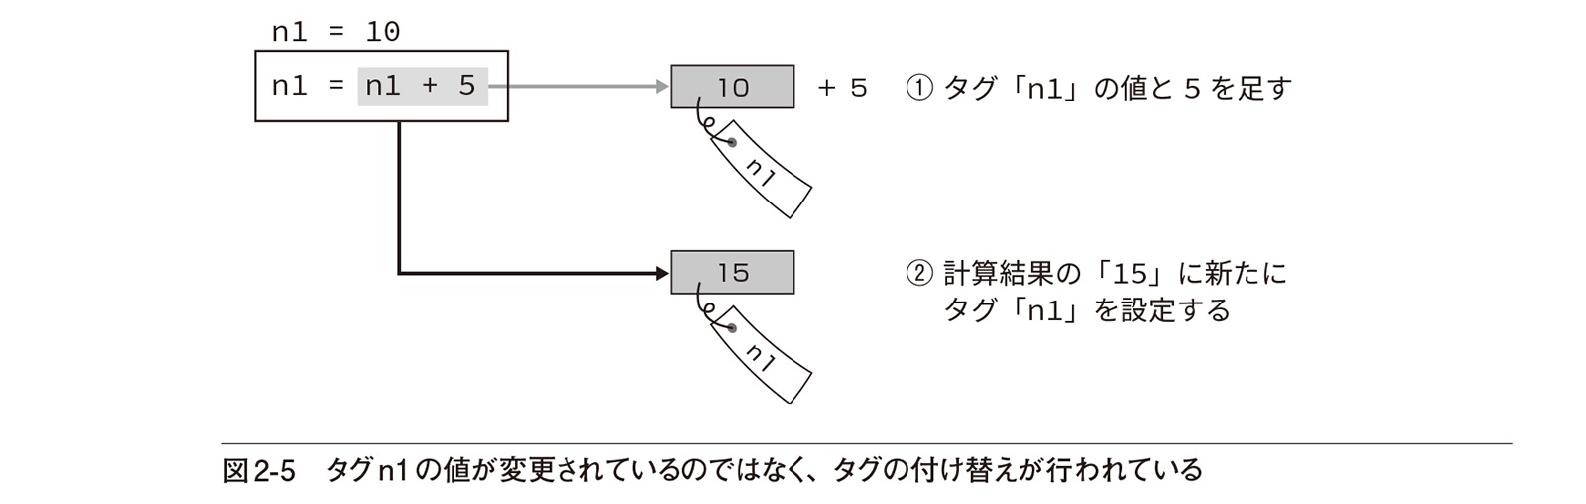 n1 = 10
n1 = n1 + 5
10 + 5 ① タグ「n1」の値と 5 を足す
n1
15 ② 計算結果の「15」に新たに
タグ「n1」を設定する
n1
図2-5 タグn1の値が変更されているのではなく、タグの付け替えが行われている